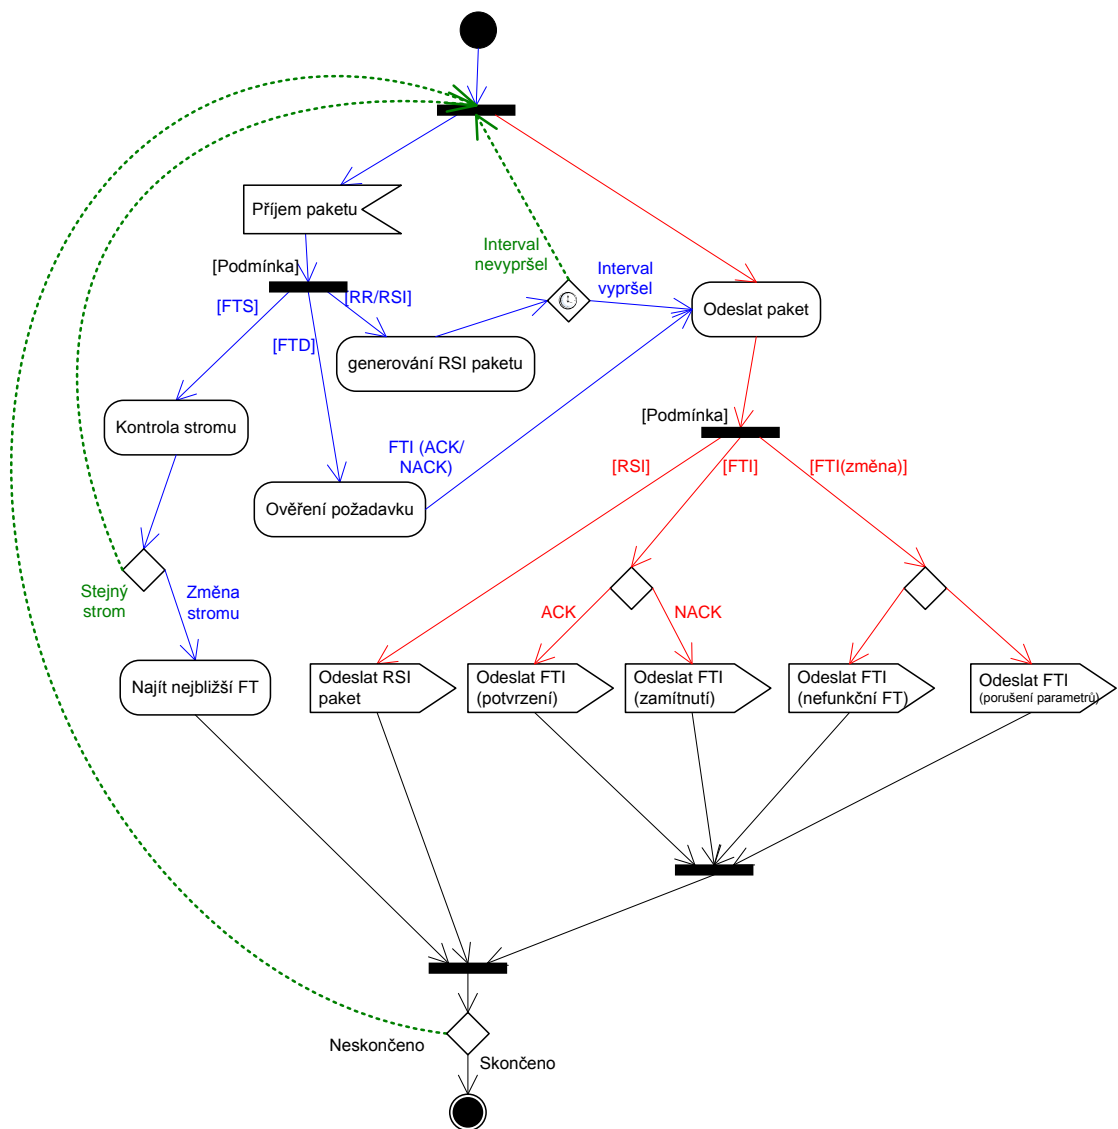 Příjem paketu
Interval
nevypršel
Interval
vypršel
[Podmínka]
[FTS]
[RR/RSI]
[FTD]
Odeslat paket
generování RSI paketu
Kontrola stromu
[Podmínka]
FTI (ACK/
NACK)
[RSI]
[FTI]
[FTI(změna)]
Ověření požadavku
Stejný
strom
Změna
stromu
ACK
NACK
Najít nejbližší FT
Odeslat RSI
paket
Odeslat FTI
(potvrzení)
Odeslat FTI
(zamítnutí)
Odeslat FTI
(nefunkční FT)
Odeslat FTI
(porušení parametrů)
Neskončeno
Skončeno